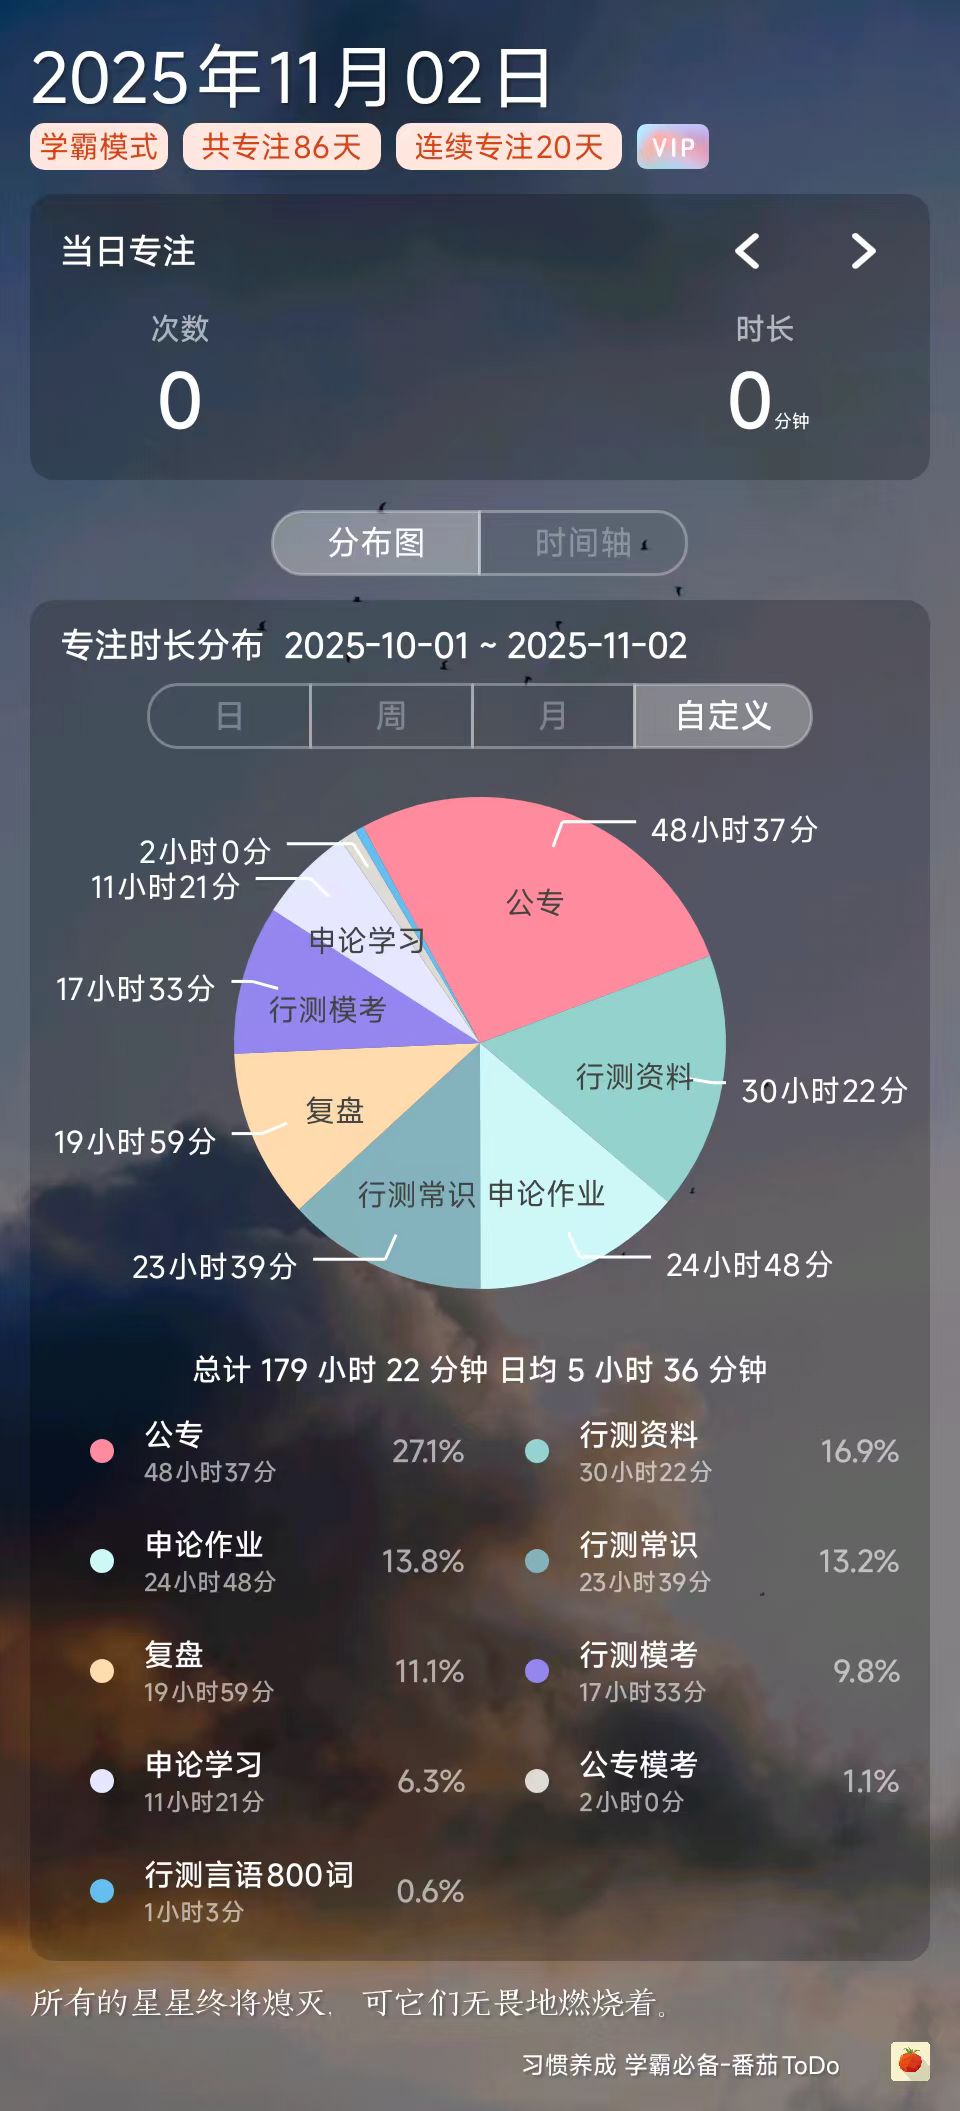 2025年11月02日
学霸模式 共专注86天 连续专注20天 VIP
当日专注
次数 时长
0 0分钟
分布图 时间轴
专注时长分布 2025-10-01 ~ 2025-11-02
日 周 月 自定义
48小时37分
2小时0分
11小时21分
公专
申论学习
17小时33分
行测模考
行测资料
30小时22分
复盘
19小时59分
行测常识 申论作业
23小时39分
24小时48分
总计 179 小时 22 分钟 日均 5 小时 36 分钟
公专 27.1%
48小时37分
行测资料 16.9%
30小时22分
申论作业 13.8%
24小时48分
行测常识 13.2%
23小时39分
复盘 11.1%
19小时59分
行测模考 9.8%
17小时33分
申论学习 6.3%
11小时21分
公专模考 1.1%
2小时0分
行测言语800词 0.6%
1小时3分
所有的星星终将熄灭，可它们无畏地燃烧着。
习惯养成 学霸必备-番茄ToDo